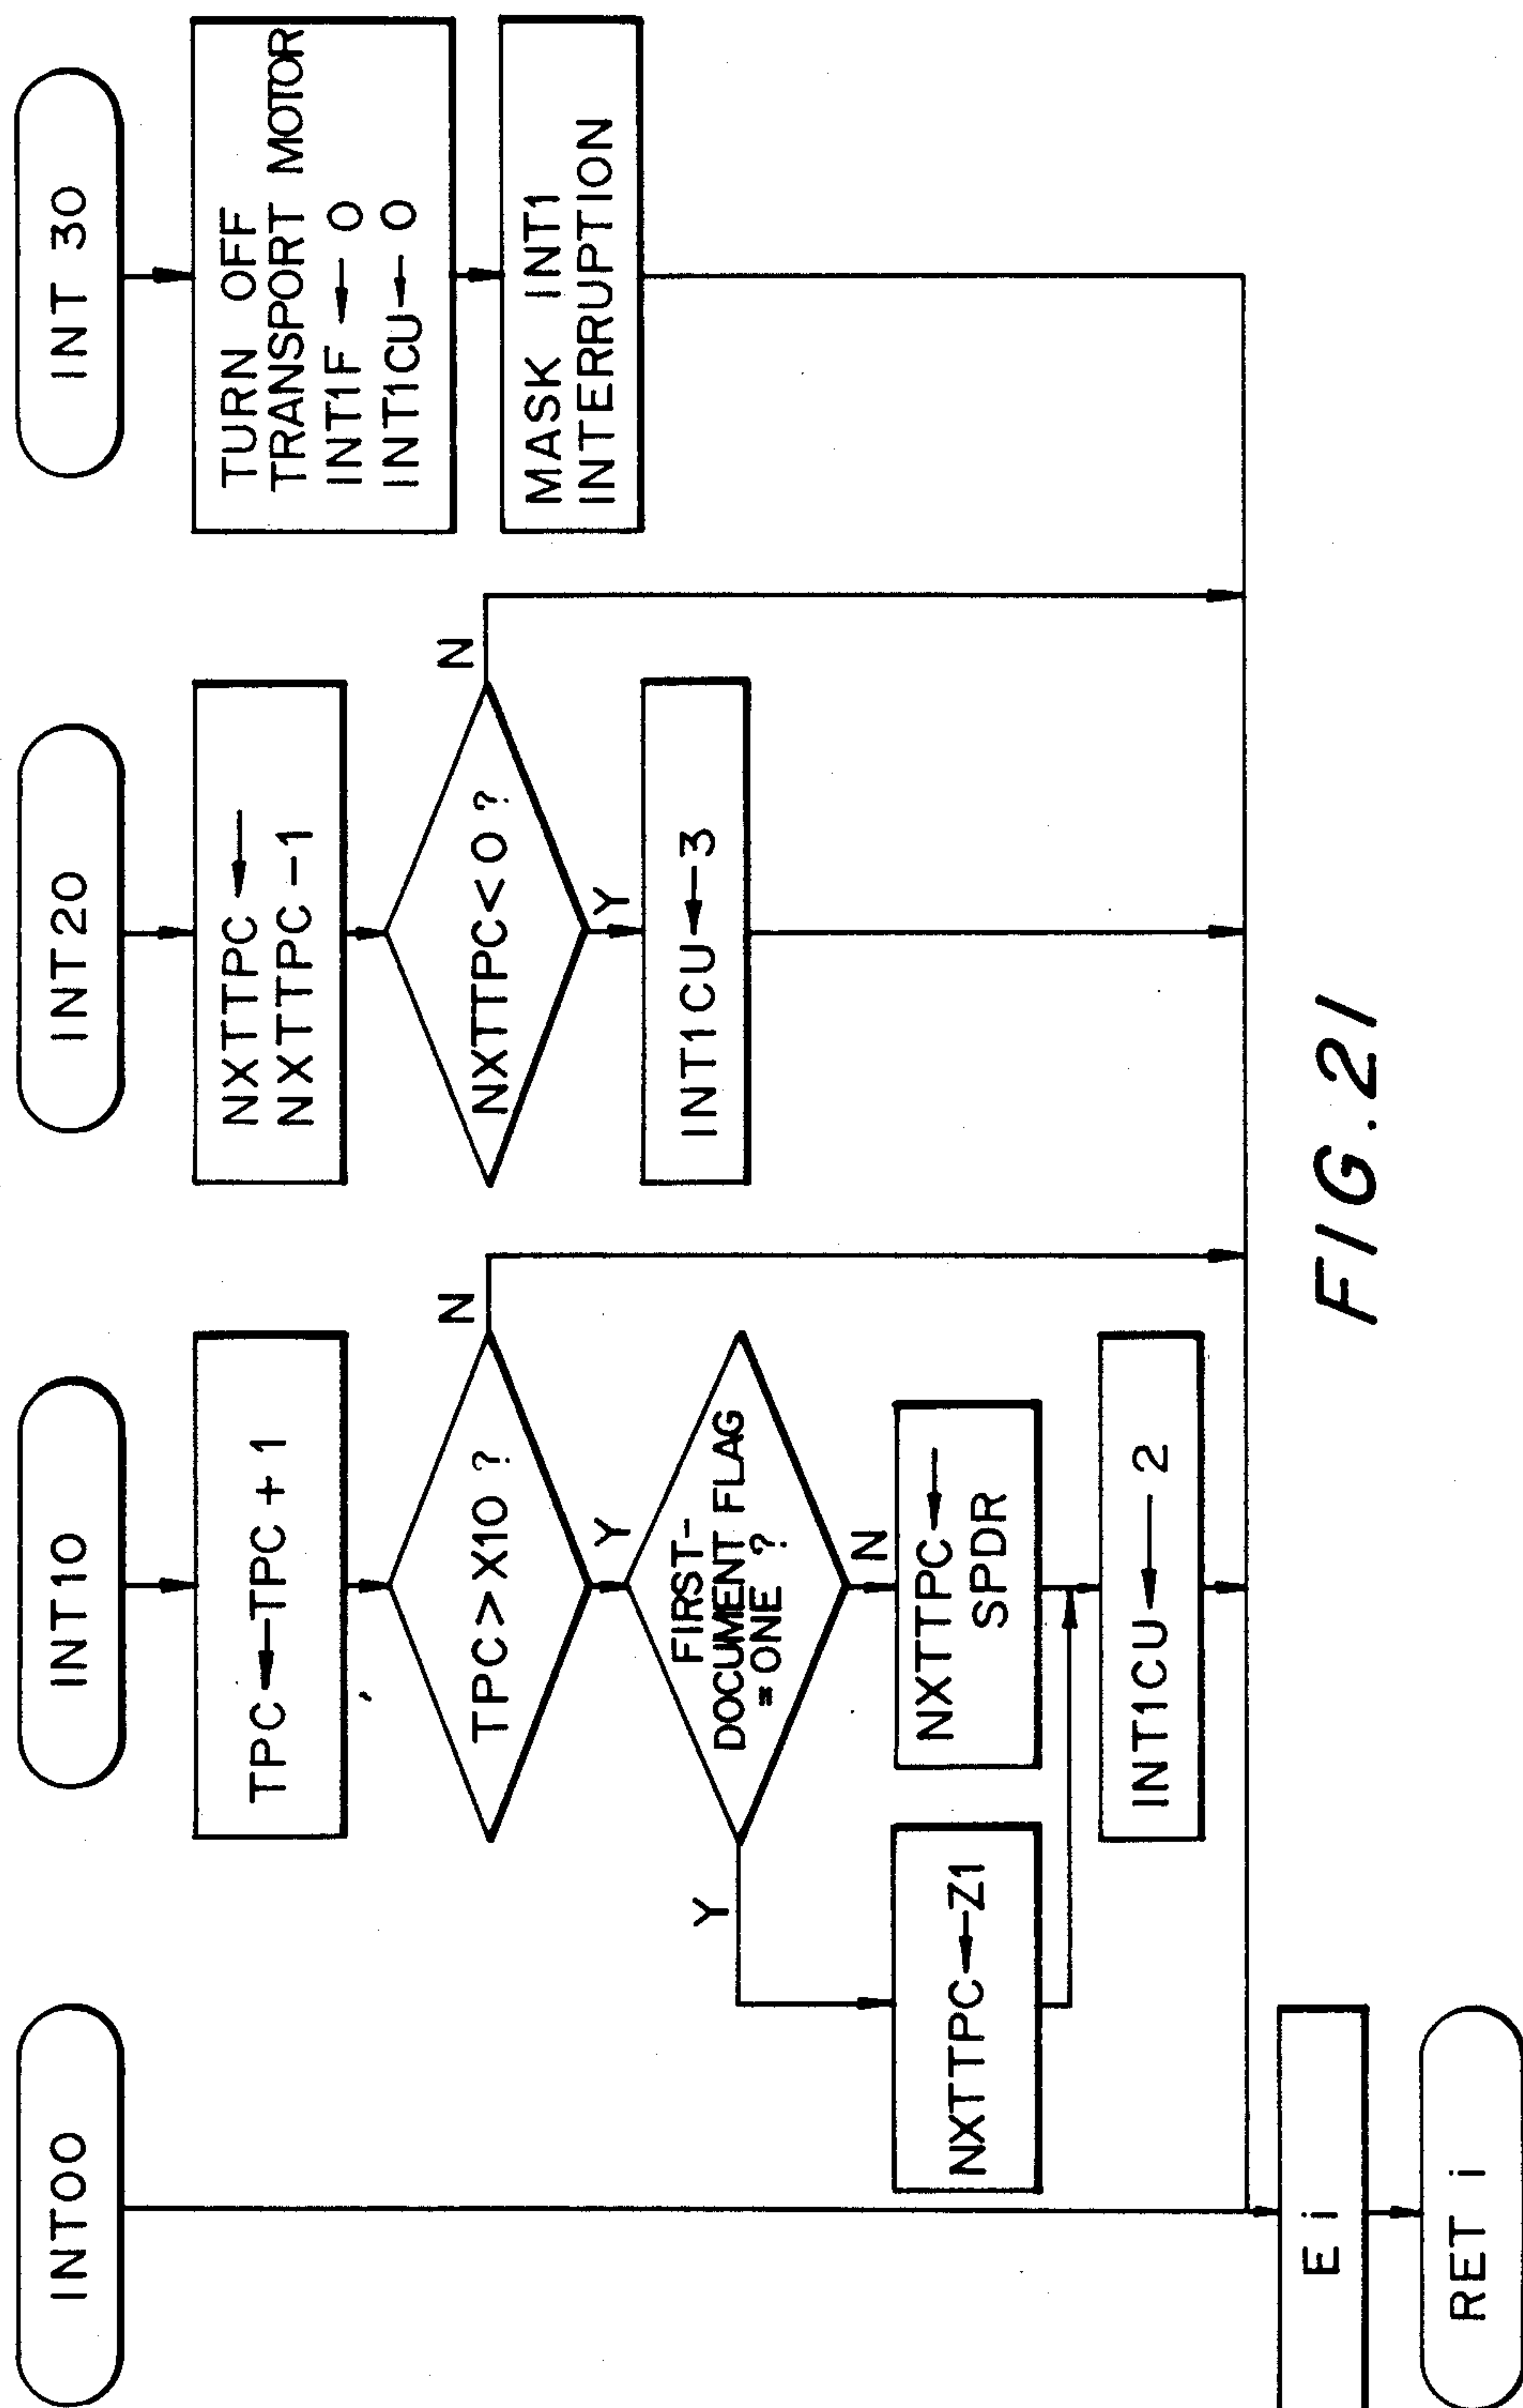 INT00
INT10
TPC←TPC+1
TPC>X10 ?
N
Y
FIRST-
DOCUMENT FLAG
=ONE ?
Y
N
NXTTPC←Z1
NXTTPC←
SPDR
INT1CU←2
INT20
NXTTPC←
NXTTPC-1
NXTTPC<0 ?
N
Y
INT1CU←3
INT 30
TURN OFF
TRANSPORT MOTOR
INT1F←0
INT1CU←0
MASK INT1
INTERRUPTION
Ei
RET i
FIG.21